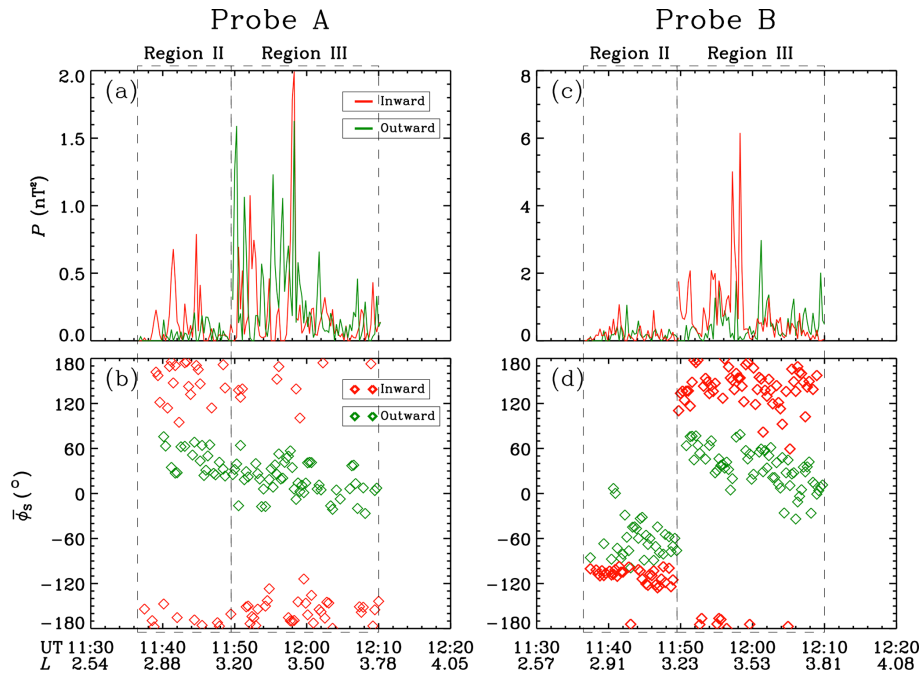 Probe A
Probe B
Region II
Region III
Region II
Region III
(a)
(c)
Inward
Outward
2.0
1.5
1.0
0.5
0.0
P (nT²)
8
6
4
2
0
(b)
(d)
Inward
Outward
180
120
60
0
-60
-120
-180
ϕ̄s (°)
180
120
60
0
-60
-120
-180
UT 11:30 11:40 11:50 12:00 12:10 12:20
L 2.54 2.88 3.20 3.50 3.78 4.05
11:30 11:40 11:50 12:00 12:10 12:20
2.57 2.91 3.23 3.53 3.81 4.08